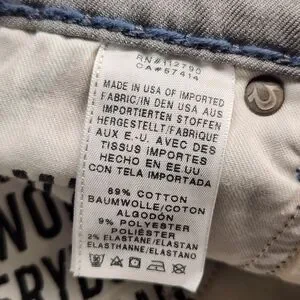 RN#112790
CA#57414
MADE IN USA OF IMPORTED
FABRIC/IN DEN USA AUS
IMPORTIERTEN STOFFEN
HERGESTELLT/FABRIQUE
AUX E.-U. AVEC DES
TISSUS IMPORTES
HECHO EN EE.UU
CON TELA IMPORTADA
89% COTTON
BAUMWOLLE/COTON
ALGODÓN
9% POLYESTER
POLIÉSTER
2% ELASTANE/ELASTAN
ELASTHANNE/ELASTANO